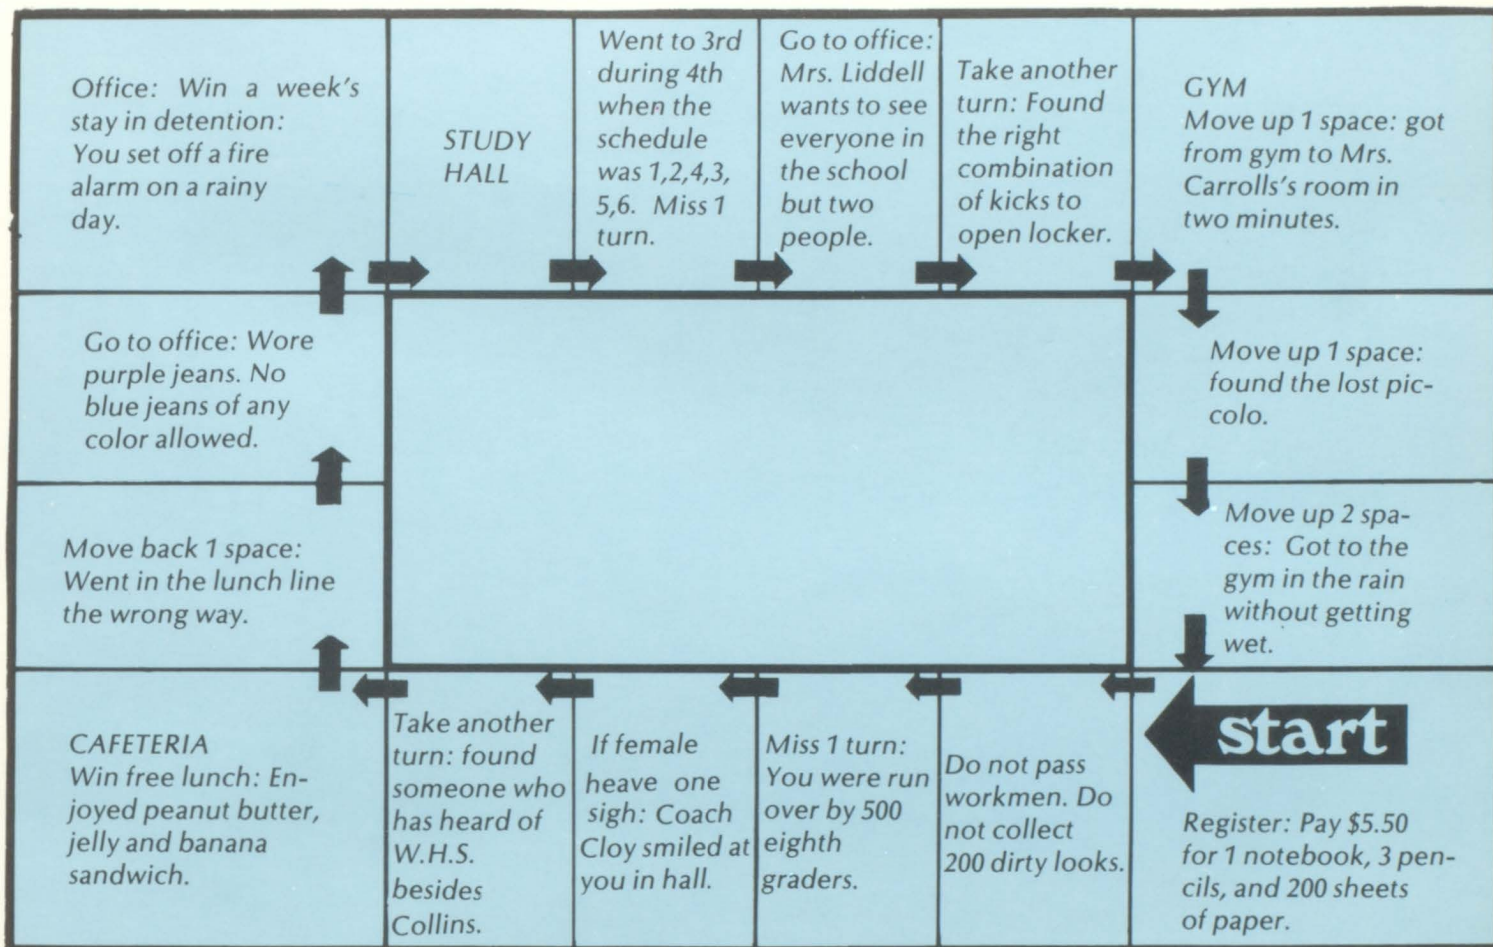 Office: Win a week's
stay in detention:
You set off a fire
alarm on a rainy
day.
STUDY
HALL
Went to 3rd
during 4th
when the
schedule
was 1,2,4,3,
5,6. Miss 1
turn.
Go to office:
Mrs. Liddell
wants to see
everyone in
the school
but two
people.
Take another
turn: Found
the right
combination
of kicks to
open locker.
GYM
Move up 1 space: got
from gym to Mrs.
Carrolls's room in
two minutes.
Go to office: Wore
purple jeans. No
blue jeans of any
color allowed.
Move up 1 space:
found the lost pic-
colo.
Move back 1 space:
Went in the lunch line
the wrong way.
Move up 2 spa-
ces: Got to the
gym in the rain
without getting
wet.
CAFETERIA
Win free lunch: En-
joyed peanut butter,
jelly and banana
sandwich.
Take another
turn: found
someone who
has heard of
W.H.S.
besides
Collins.
If female
heave one
sigh: Coach
Cloy smiled at
you in hall.
Miss 1 turn:
You were run
over by 500
eighth
graders.
Do not pass
workmen. Do
not collect
200 dirty looks.
start
Register: Pay $5.50
for 1 notebook, 3 pen-
cils, and 200 sheets
of paper.